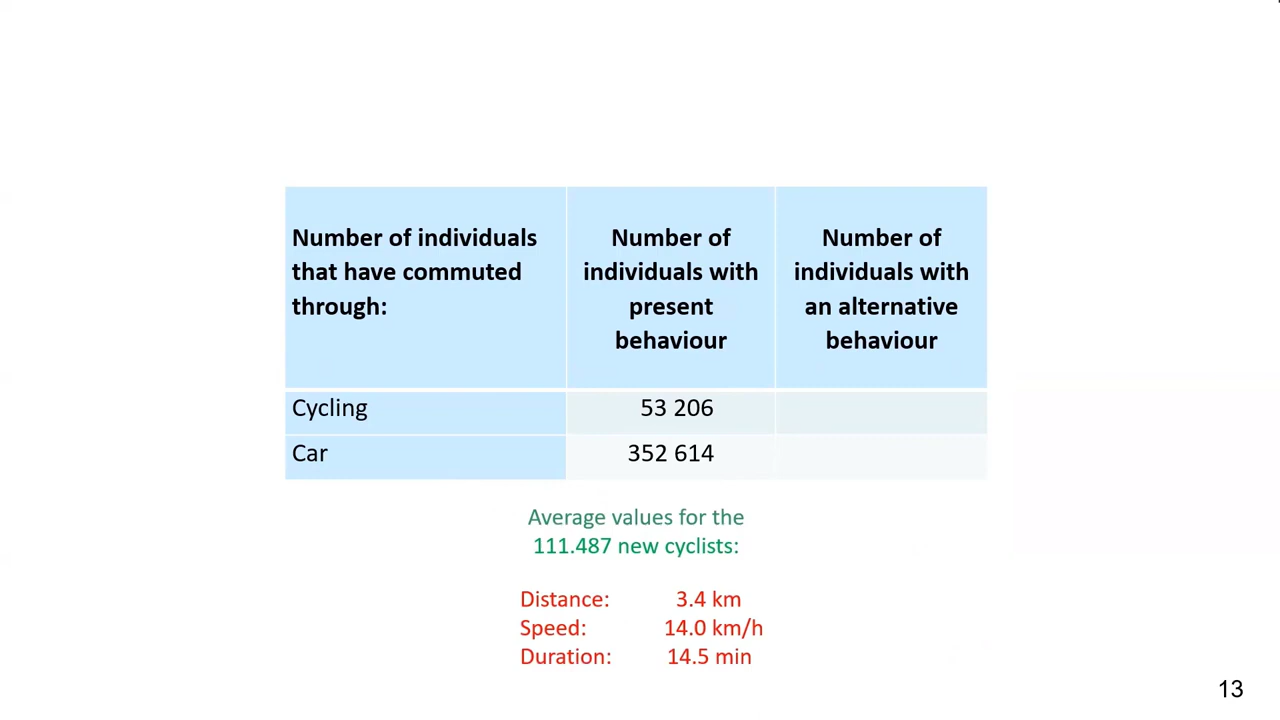 Number of individuals
that have commuted
through:
Number of
individuals with
present
behaviour
Number of
individuals with
an alternative
behaviour
Cycling 53 206
Car 352 614
Average values for the
111.487 new cyclists:
Distance: 3.4 km
Speed: 14.0 km/h
Duration: 14.5 min
13